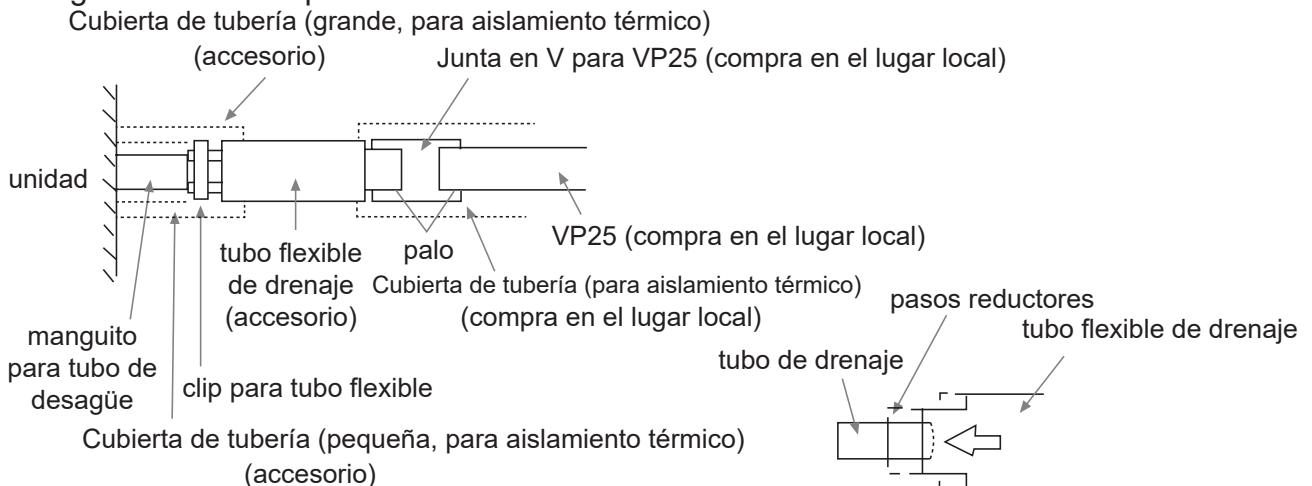 Cubierta de tubería (grande, para aislamiento térmico)
(accesorio)
Junta en V para VP25 (compra en el lugar local)
unidad
VP25 (compra en el lugar local)
tubo flexible
de drenaje
(accesorio)
palo
Cubierta de tubería (para aislamiento térmico)
(compra en el lugar local)
manguito
para tubo de
desagüe
clip para tubo flexible
Cubierta de tubería (pequeña, para aislamiento térmico)
(accesorio)
pasos reductores
tubo flexible de drenaje
tubo de drenaje